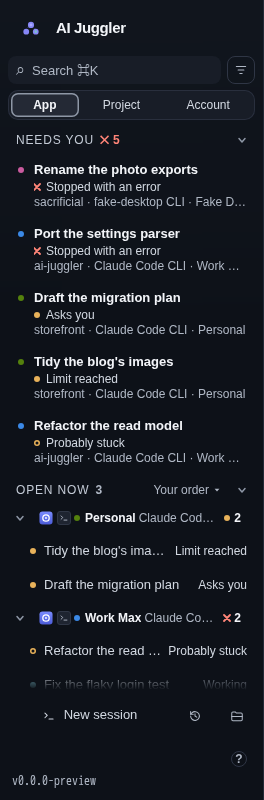 AI Juggler
Search ⌘K
App Project Account
NEEDS YOU 5
Rename the photo exports
Stopped with an error
sacrificial · fake-desktop CLI · Fake D…
Port the settings parser
Stopped with an error
ai-juggler · Claude Code CLI · Work …
Draft the migration plan
Asks you
storefront · Claude Code CLI · Personal
Tidy the blog's images
Limit reached
storefront · Claude Code CLI · Personal
Refactor the read model
Probably stuck
ai-juggler · Claude Code CLI · Work …
OPEN NOW 3 Your order
Personal Claude Cod… 2
Tidy the blog's ima… Limit reached
Draft the migration plan Asks you
Work Max Claude Co… 2
Refactor the read … Probably stuck
Fix the flaky login test Working
New session
?
v0.0.0-preview